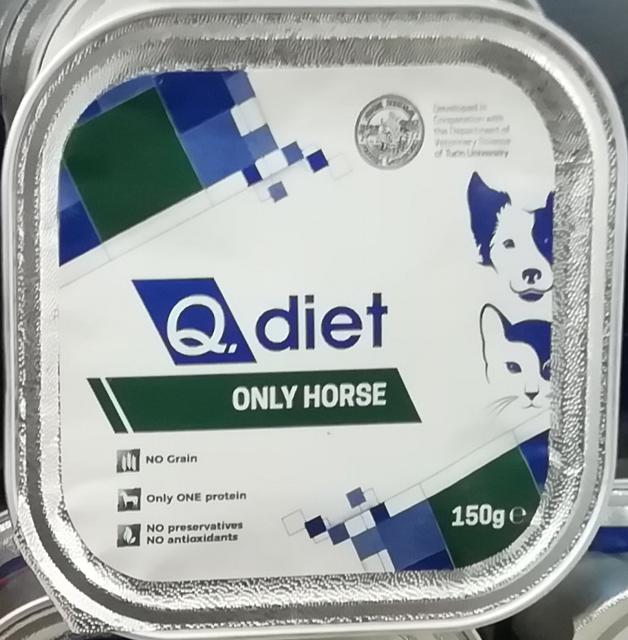 Developed in
Cooperation with
the Department of
Veterinary Science
of Turin University
Q. diet
ONLY HORSE
NO Grain
Only ONE protein
NO preservatives
NO antioxidants
150g e